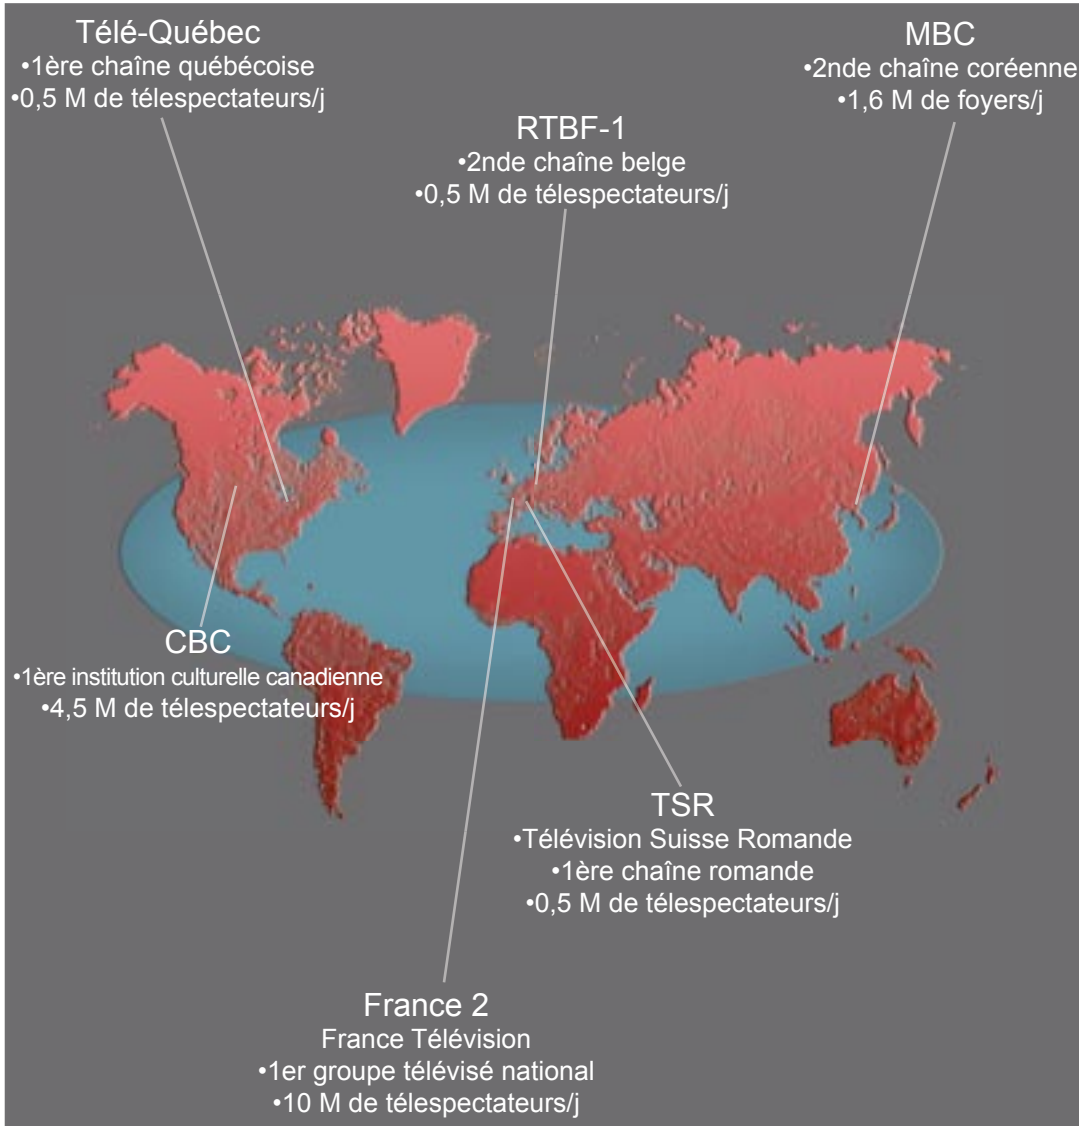 Télé-Québec
•1ère chaîne québécoise
•0,5 M de télespectateurs/j
MBC
•2nde chaîne coréenne
•1,6 M de foyers/j
RTBF-1
•2nde chaîne belge
•0,5 M de télespectateurs/j
CBC
•1ère institution culturelle canadienne
•4,5 M de télespectateurs/j
TSR
•Télévision Suisse Romande
•1ère chaîne romande
•0,5 M de télespectateurs/j
France 2
France Télévision
•1er groupe télévisé national
•10 M de télespectateurs/j